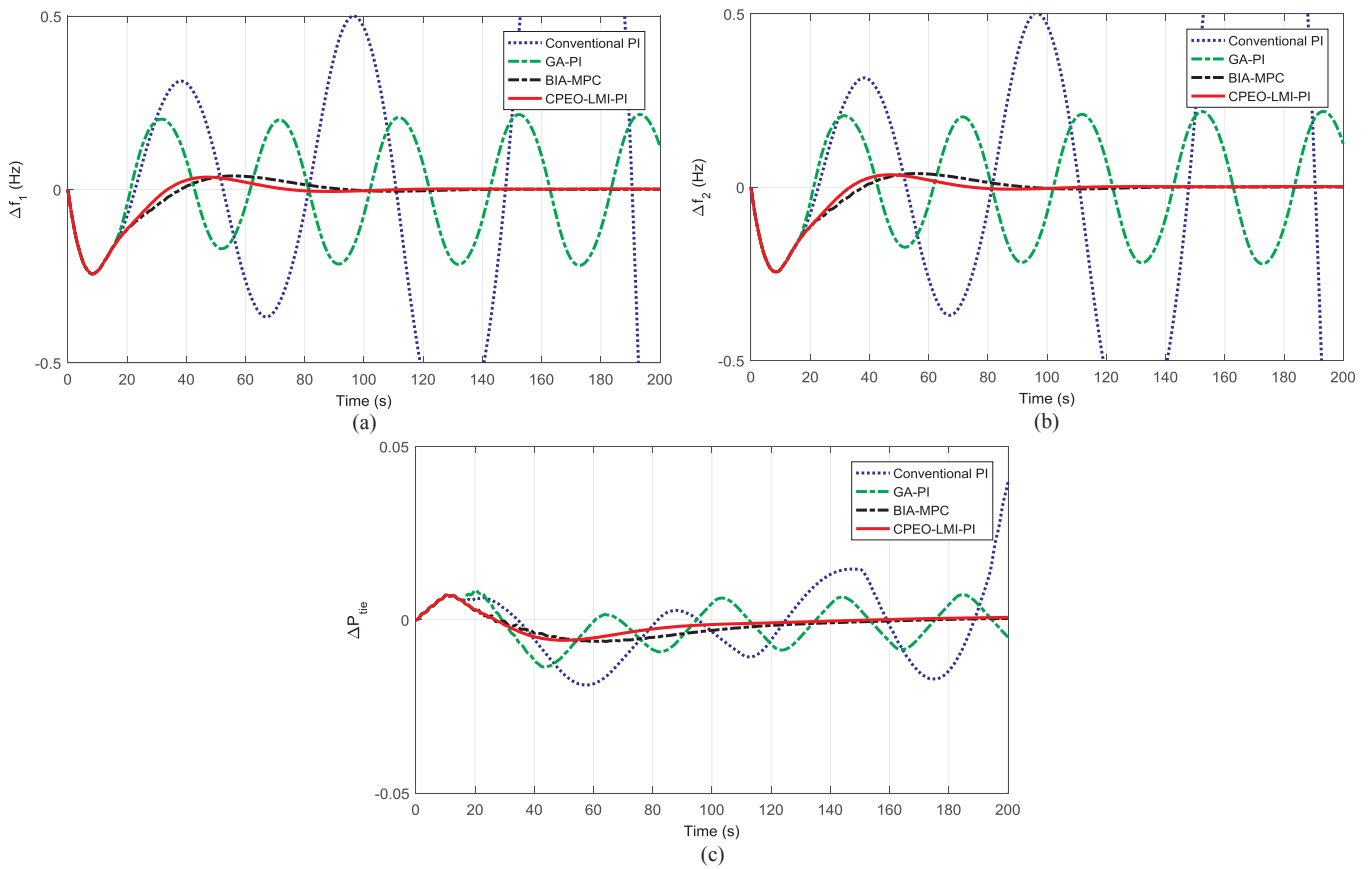 0.5
0
-0.5
Δf1 (Hz)
Conventional PI
GA-PI
BIA-MPC
CPEO-LMI-PI
0 20 40 60 80 100 120 140 160 180 200
Time (s)
(a)
0.5
0
-0.5
Δf2 (Hz)
Conventional PI
GA-PI
BIA-MPC
CPEO-LMI-PI
0 20 40 60 80 100 120 140 160 180 200
Time (s)
(b)
0.05
0
-0.05
ΔPtie
Conventional PI
GA-PI
BIA-MPC
CPEO-LMI-PI
0 20 40 60 80 100 120 140 160 180 200
Time (s)
(c)